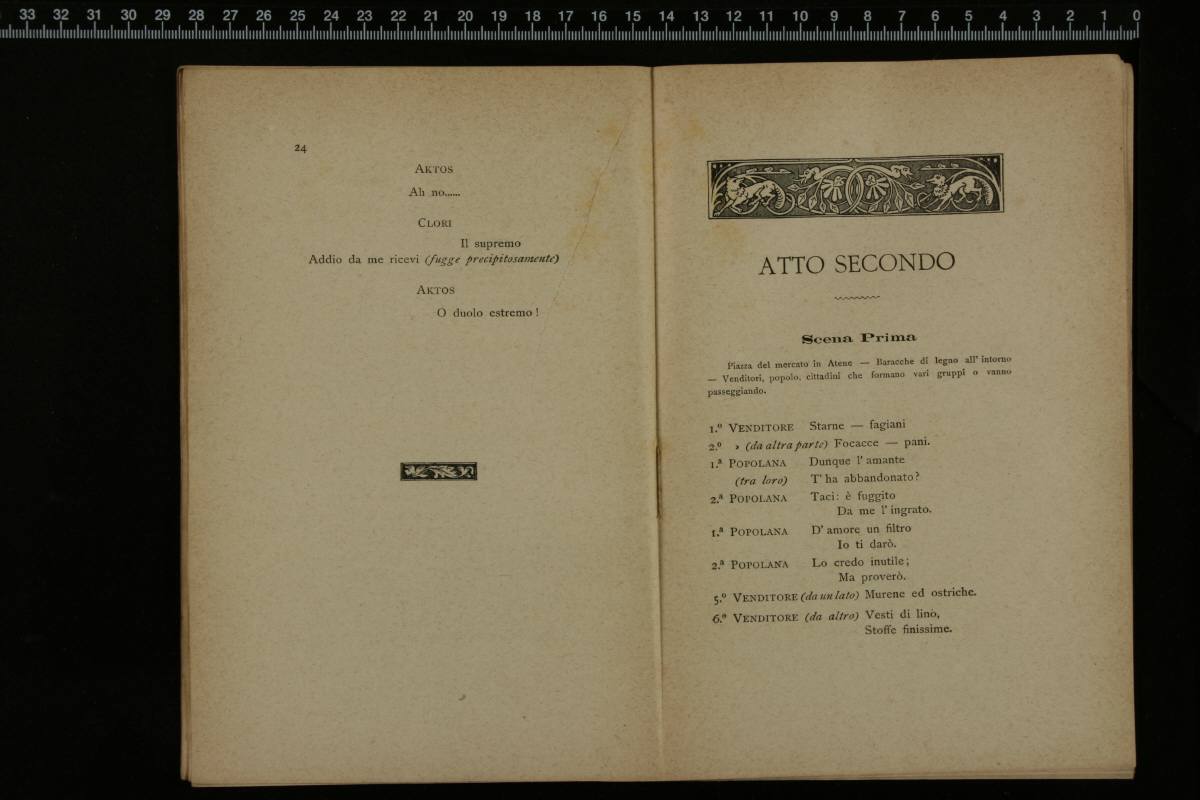 33 32 31 30 29 28 27 26 25 24 23 22 21 20 19 18 17 16 15 14 13 12 11 10 9 8 7 6 5 4 3 2 1 0
24
AKTOS
Ah no......
CLORI
Il supremo
Addio da me ricevi (fugge precipitosamente)
AKTOS
O duolo estremo!
ATTO SECONDO
Scena Prima
Piazza del mercato in Atene — Baracche di legno all' intorno
— Venditori, popolo, cittadini che formano vari gruppi o vanno
passeggiando.
1.º VENDITORE Starne — fagiani
2.º » (da altra parte) Focacce — pani.
1.ª POPOLANA Dunque l' amante
(tra loro) T' ha abbandonato?
2.ª POPOLANA Taci: è fuggito
Da me l' ingrato.
1.ª POPOLANA D' amore un filtro
Io ti darò.
2.ª POPOLANA Lo credo inutile;
Ma proverò.
5.º VENDITORE (da un lato) Murene ed ostriche.
6.º VENDITORE (da altro) Vesti di lino,
Stoffe finissime.